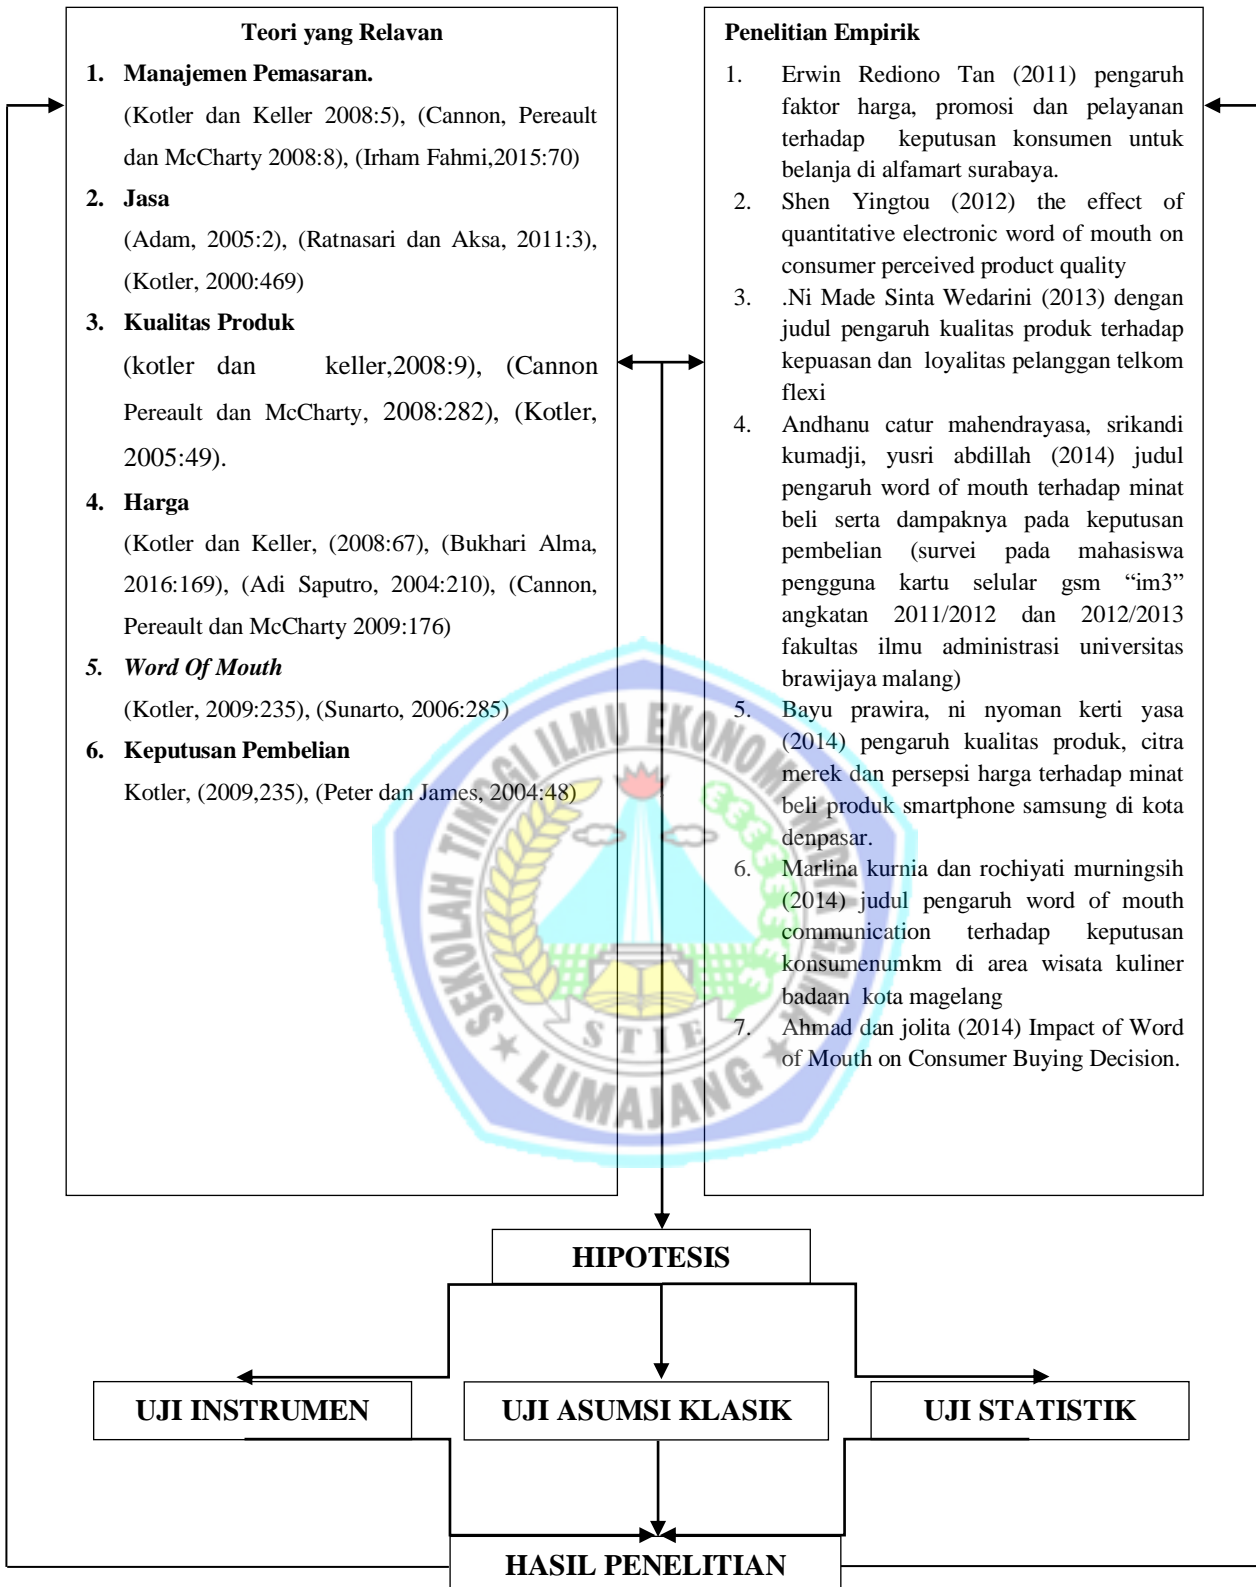 Teori yang Relavan
1. Manajemen Pemasaran.
(Kotler dan Keller 2008:5), (Cannon, Pereault
dan McCharty 2008:8), (Irham Fahmi,2015:70)
2. Jasa
(Adam, 2005:2), (Ratnasari dan Aksa, 2011:3),
(Kotler, 2000:469)
3. Kualitas Produk
(kotler dan keller,2008:9), (Cannon
Pereault dan McCharty, 2008:282), (Kotler,
2005:49).
4. Harga
(Kotler dan Keller, (2008:67), (Bukhari Alma,
2016:169), (Adi Saputro, 2004:210), (Cannon,
Pereault dan McCharty 2009:176)
5. Word Of Mouth
(Kotler, 2009:235), (Sunarto, 2006:285)
6. Keputusan Pembelian
Kotler, (2009,235), (Peter dan James, 2004:48)
Penelitian Empirik
1. Erwin Rediono Tan (2011) pengaruh
faktor harga, promosi dan pelayanan
terhadap keputusan konsumen untuk
belanja di alfamart surabaya.
2. Shen Yingtou (2012) the effect of
quantitative electronic word of mouth on
consumer perceived product quality
3. .Ni Made Sinta Wedarini (2013) dengan
judul pengaruh kualitas produk terhadap
kepuasan dan loyalitas pelanggan telkom
flexi
4. Andhanu catur mahendrayasa, srikandi
kumadji, yusri abdillah (2014) judul
pengaruh word of mouth terhadap minat
beli serta dampaknya pada keputusan
pembelian (survei pada mahasiswa
pengguna kartu selular gsm “im3”
angkatan 2011/2012 dan 2012/2013
fakultas ilmu administrasi universitas
brawijaya malang)
5. Bayu prawira, ni nyoman kerti yasa
(2014) pengaruh kualitas produk, citra
merek dan persepsi harga terhadap minat
beli produk smartphone samsung di kota
denpasar.
6. Marlina kurnia dan rochiyati murningsih
(2014) judul pengaruh word of mouth
communication terhadap keputusan
konsumenumkm di area wisata kuliner
badaan kota magelang
7. Ahmad dan jolita (2014) Impact of Word
of Mouth on Consumer Buying Decision.
SEKOLAH TINGGI ILMU EKONOMI WIDYA GAMA
STIE
LUMAJANG
HIPOTESIS
UJI INSTRUMEN
UJI ASUMSI KLASIK
UJI STATISTIK
HASIL PENELITIAN